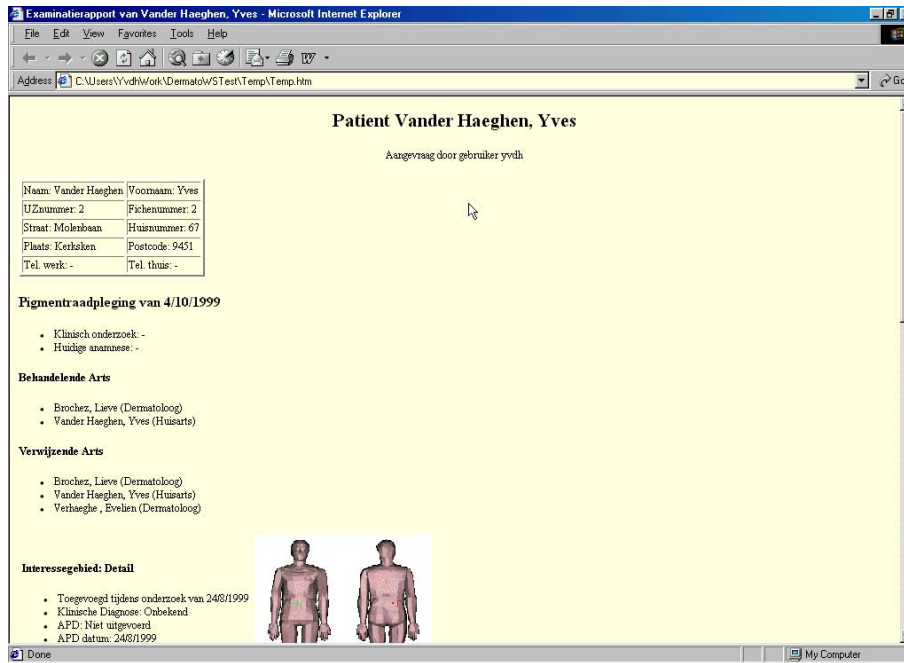 Examinatierapport van Vander Haeghen, Yves - Microsoft Internet Explorer
File Edit View Favorites Tools Help
Address C:\Users\YvdhWork\DermatoWSTest\Temp\Temp.htm Go
Patient Vander Haeghen, Yves
Aangevraag door gebruiker yvdh
Naam: Vander Haeghen Voornaam: Yves
UZnummer: 2 Fichenummer: 2
Straat: Molenbaan Huisnummer: 67
Plaats: Kerksken Postcode: 9451
Tel. werk: - Tel. thuis: -
Pigmentraadpleging van 4/10/1999
Klinisch onderzoek: -
Huidige anamnese: -
Behandelende Arts
Brochez, Lieve (Dermatoloog)
Vander Haeghen, Yves (Huisarts)
Verwijzende Arts
Brochez, Lieve (Dermatoloog)
Vander Haeghen, Yves (Huisarts)
Verhaeghe , Evelien (Dermatoloog)
Interessegebied: Detail
Toegevoegd tijdens onderzoek van 24/8/1999
Klinische Diagnose: Onbekend
APD: Niet uitgevoerd
APD datum: 24/8/1999
Done My Computer